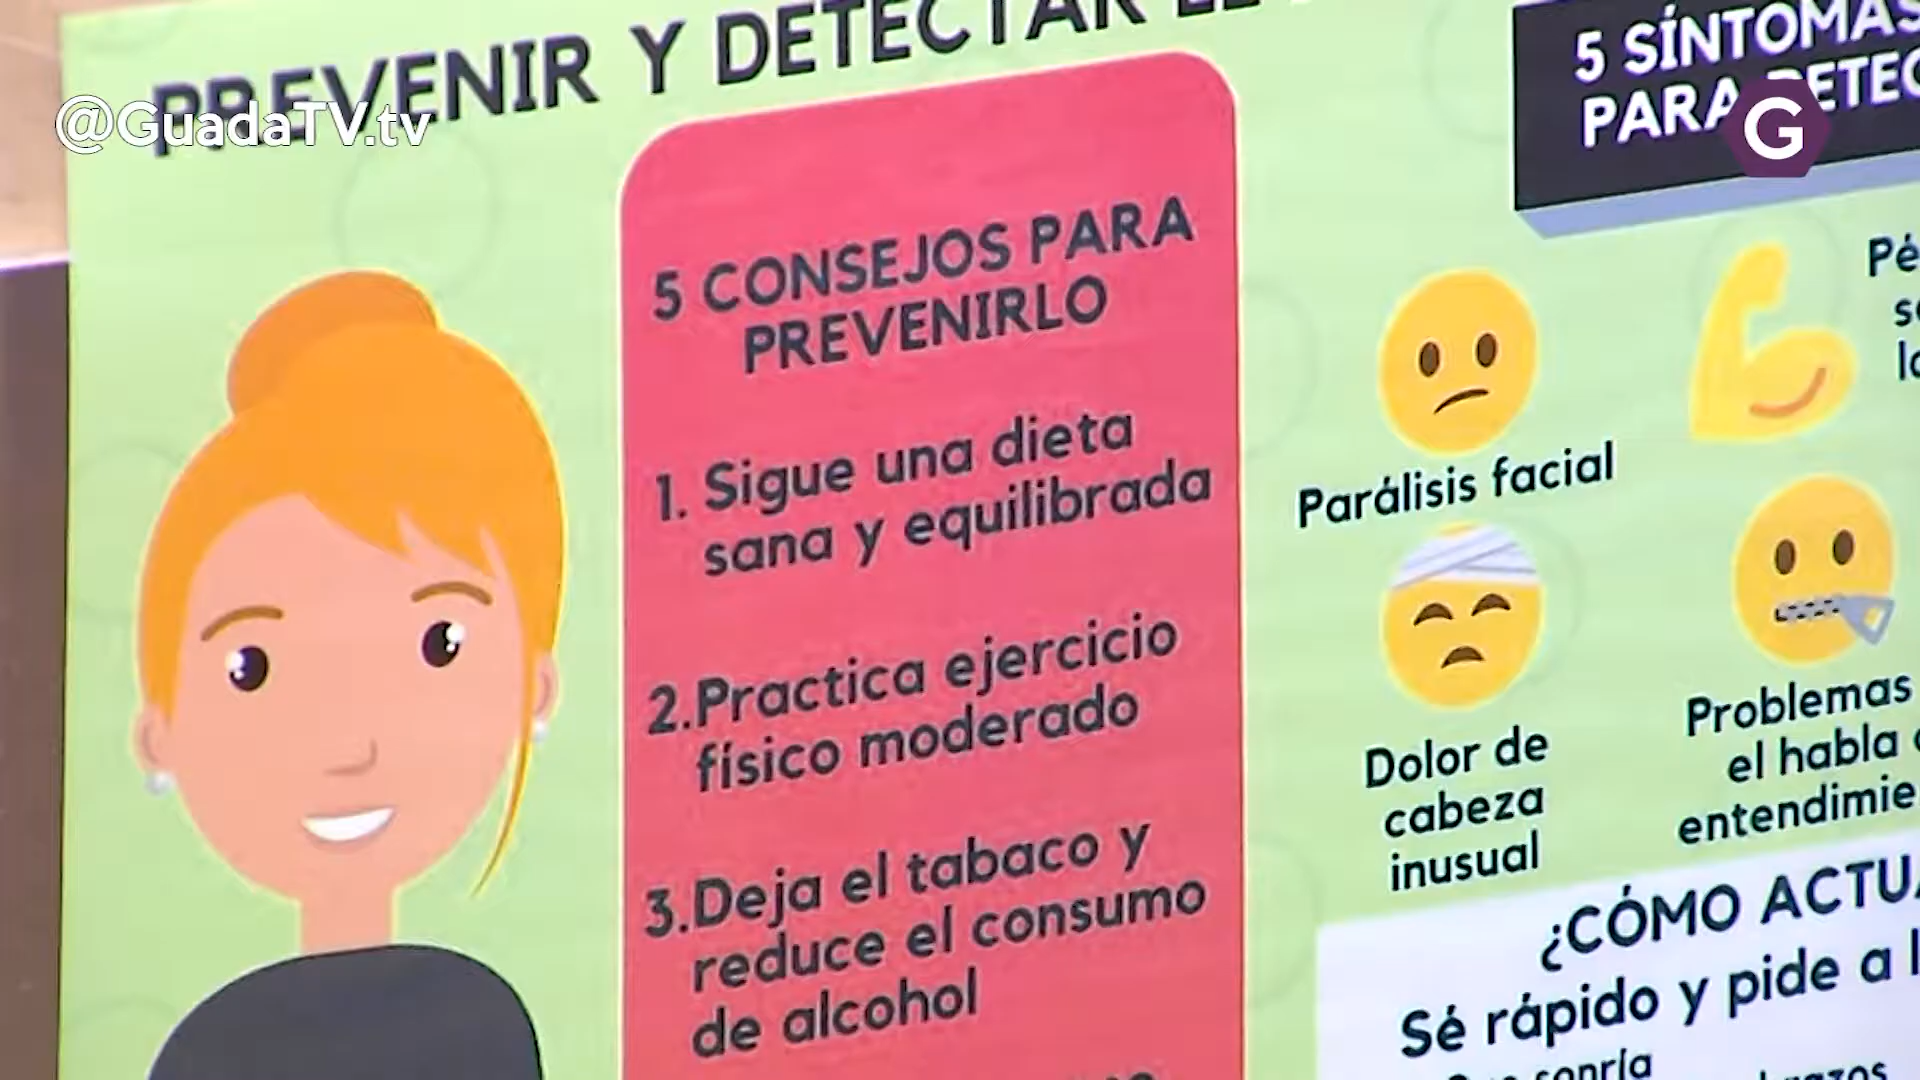 PREVENIR Y DETECTAR
@GuadaTV.tv
5 CONSEJOS PARA
PREVENIRLO
1. Sigue una dieta
sana y equilibrada
2.Practica ejercicio
físico moderado
3.Deja el tabaco y
reduce el consumo
de alcohol
5 SÍNTOMAS
PARA
G
Parálisis facial
Dolor de
cabeza
inusual
Problemas
el habla
¿CÓMO
Sé rápido y pide a
sonría